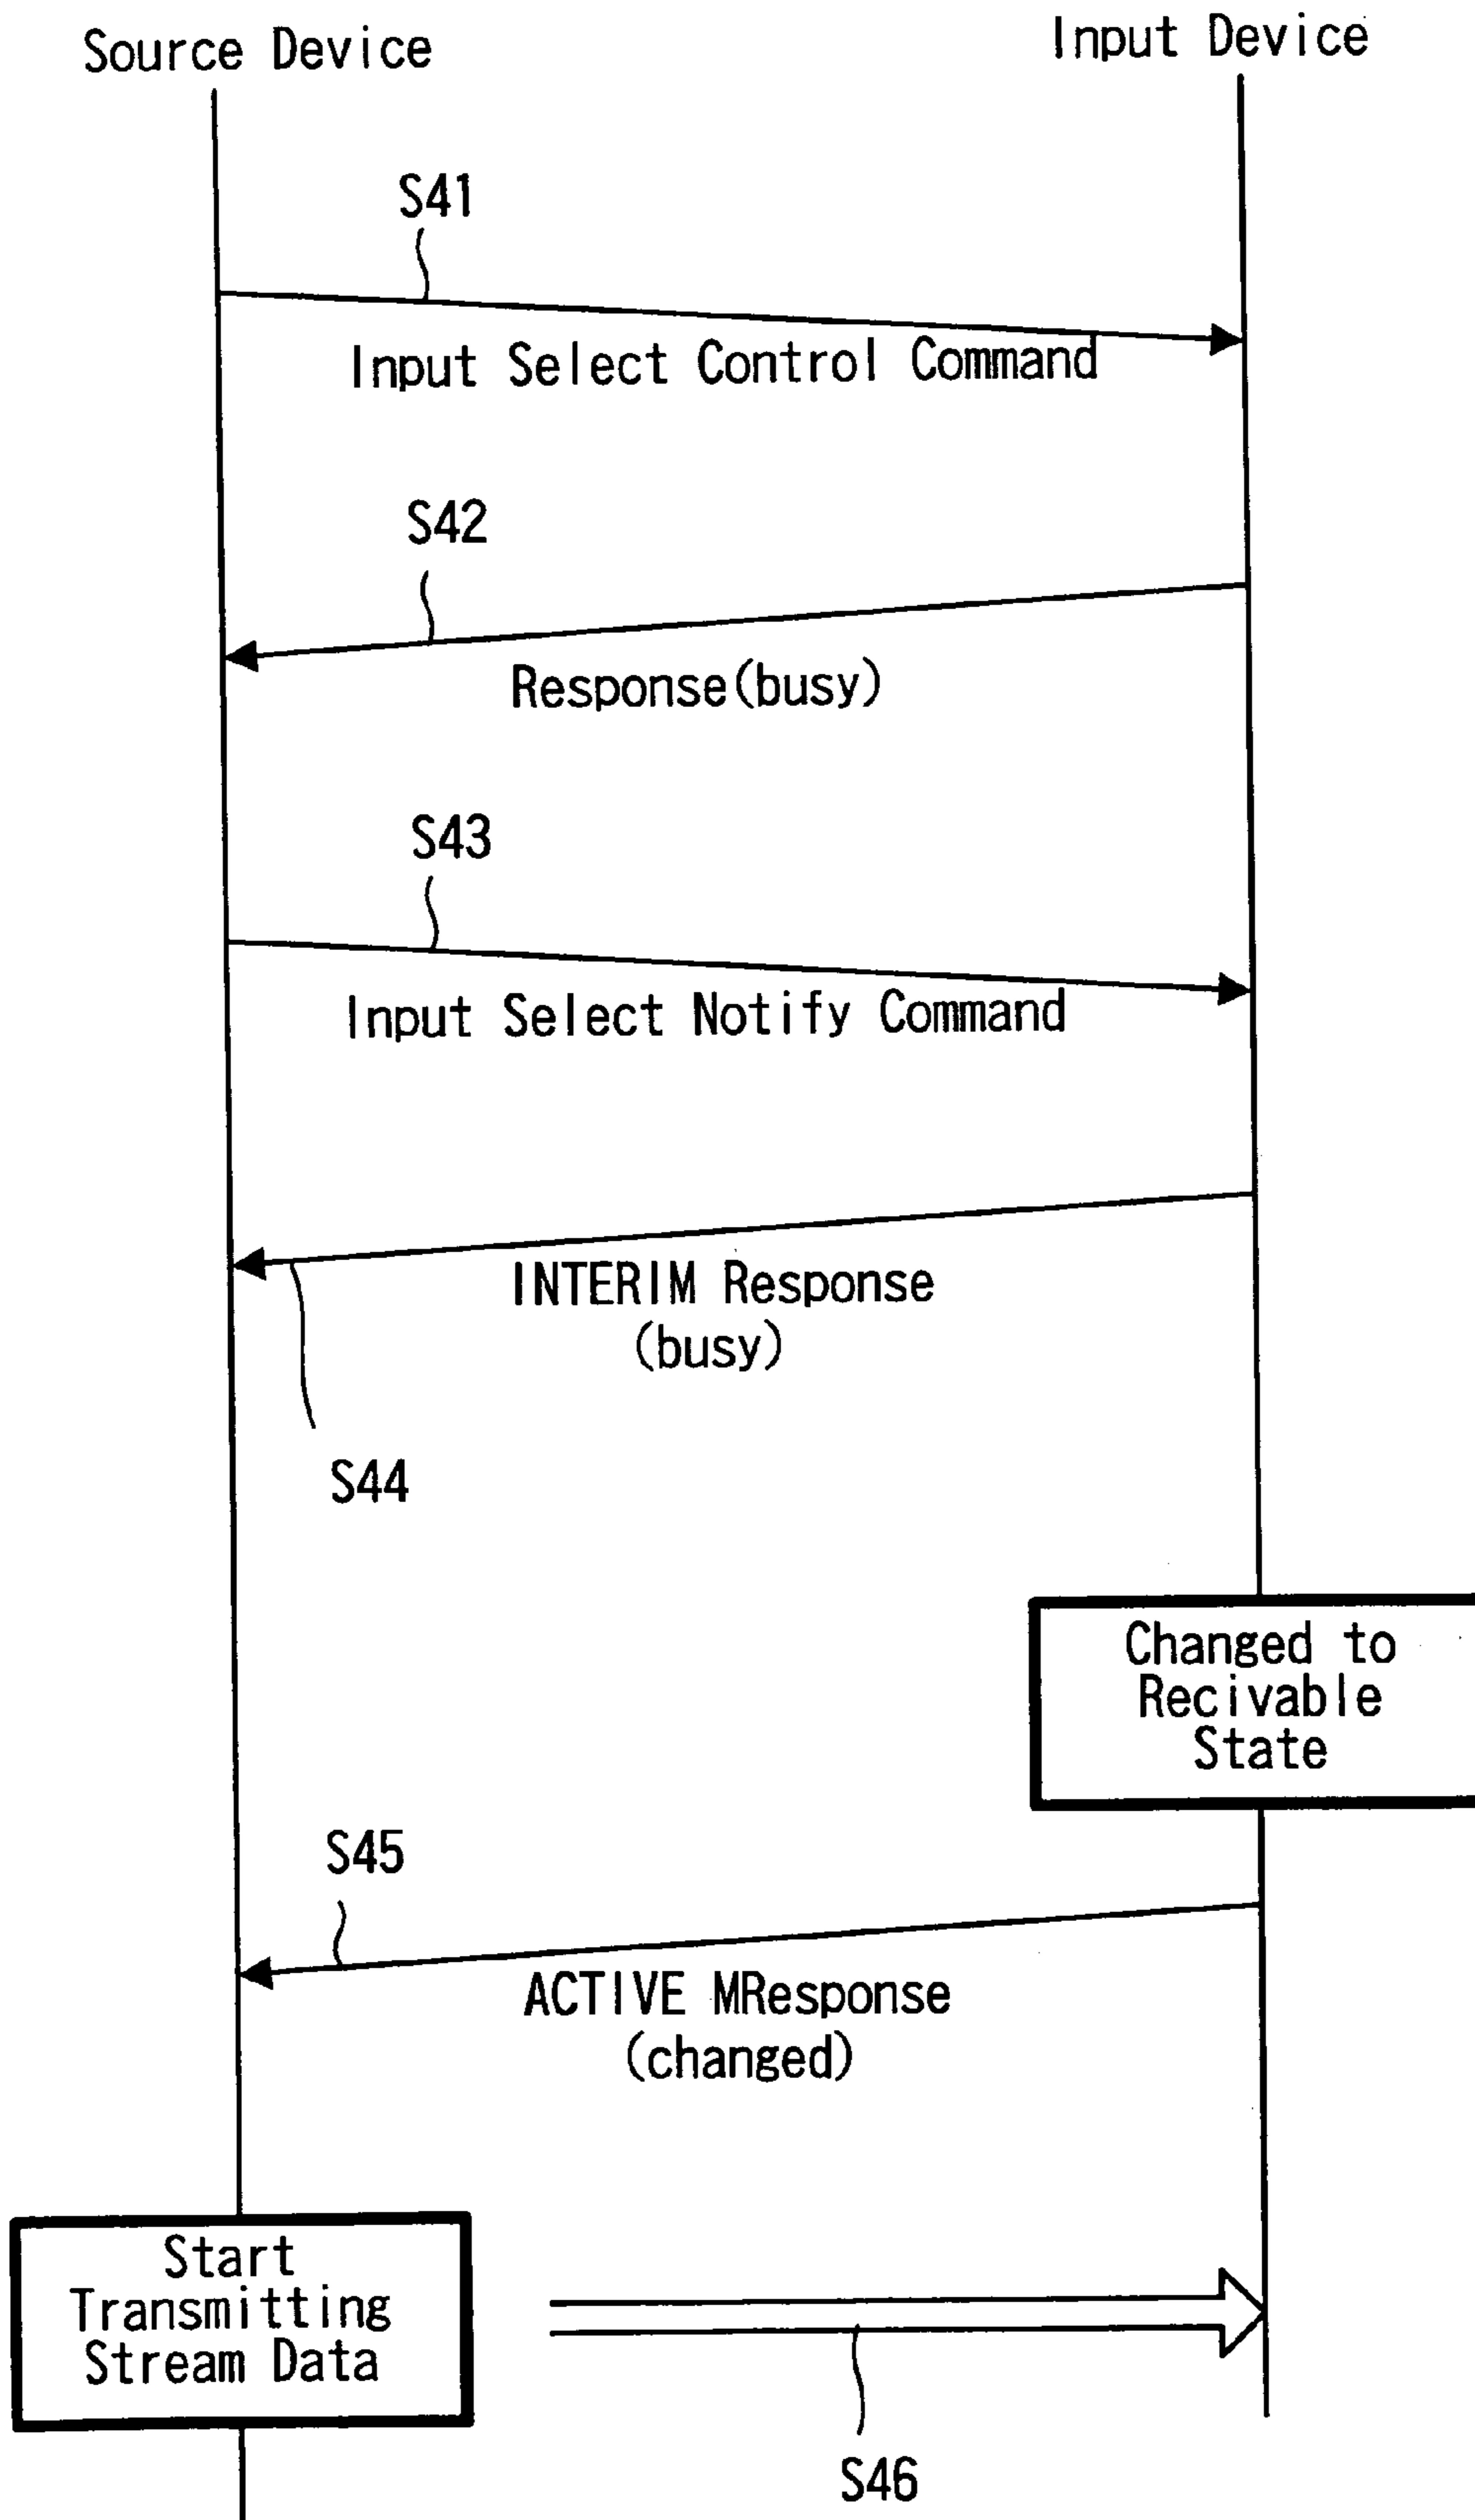 Source Device
Input Device
S41
Input Select Control Command
S42
Response(busy)
S43
Input Select Notify Command
INTERIM Response
(busy)
S44
Changed to
Recivable
State
S45
ACTIVE MResponse
(changed)
Start
Transmitting
Stream Data
S46